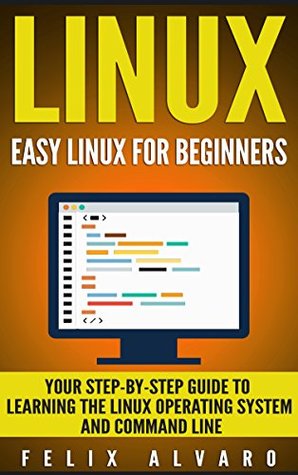 LINUX
EASY LINUX FOR BEGINNERS
< >
</>
YOUR STEP-BY-STEP GUIDE TO
LEARNING THE LINUX OPERATING SYSTEM
AND COMMAND LINE
FELIX ALVARO